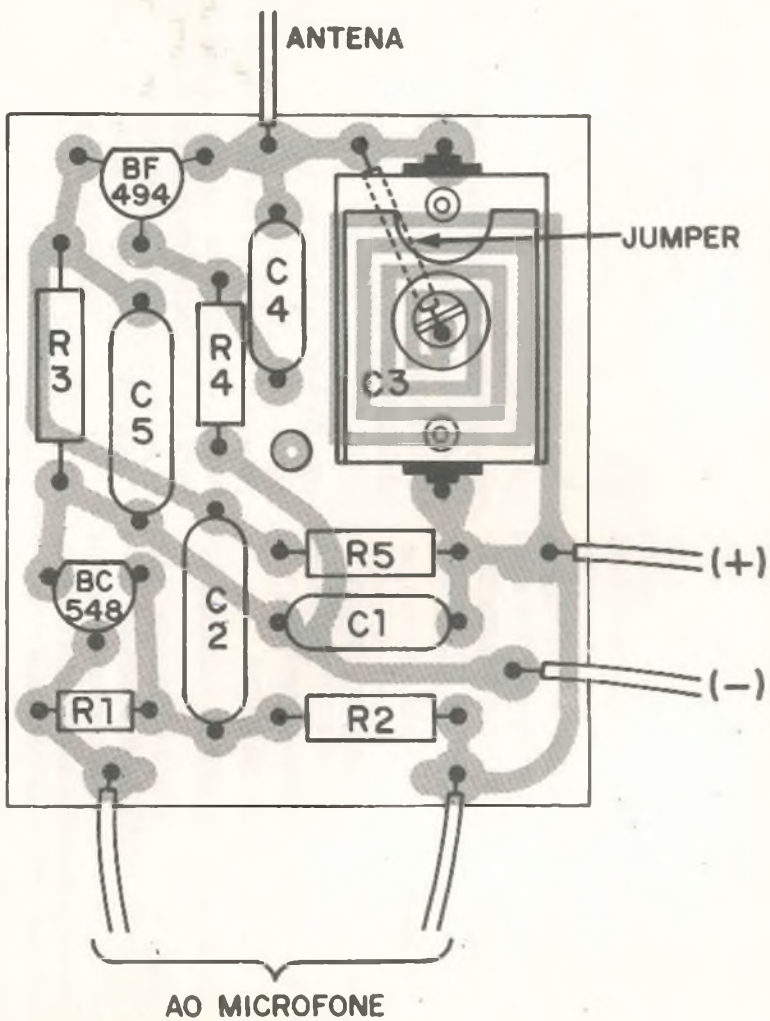 ANTENA
BF
494
JUMPER
C
4
R
3
C
5
R
4
C3
R5
(+)
BC
548
C
2
C1
(-)
R1
R2
AO MICROFONE